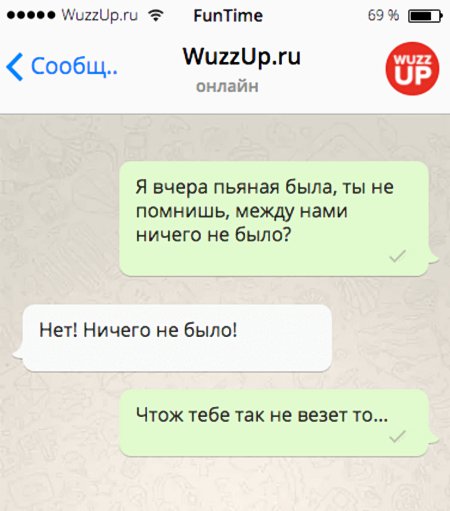 WuzzUp.ru FunTime 69 %
Сообщ.. WuzzUp.ru
онлайн
WUZZ
UP
Я вчера пьяная была, ты не
помнишь, между нами
ничего не было?
Нет! Ничего не было!
Чтож тебе так не везет то...